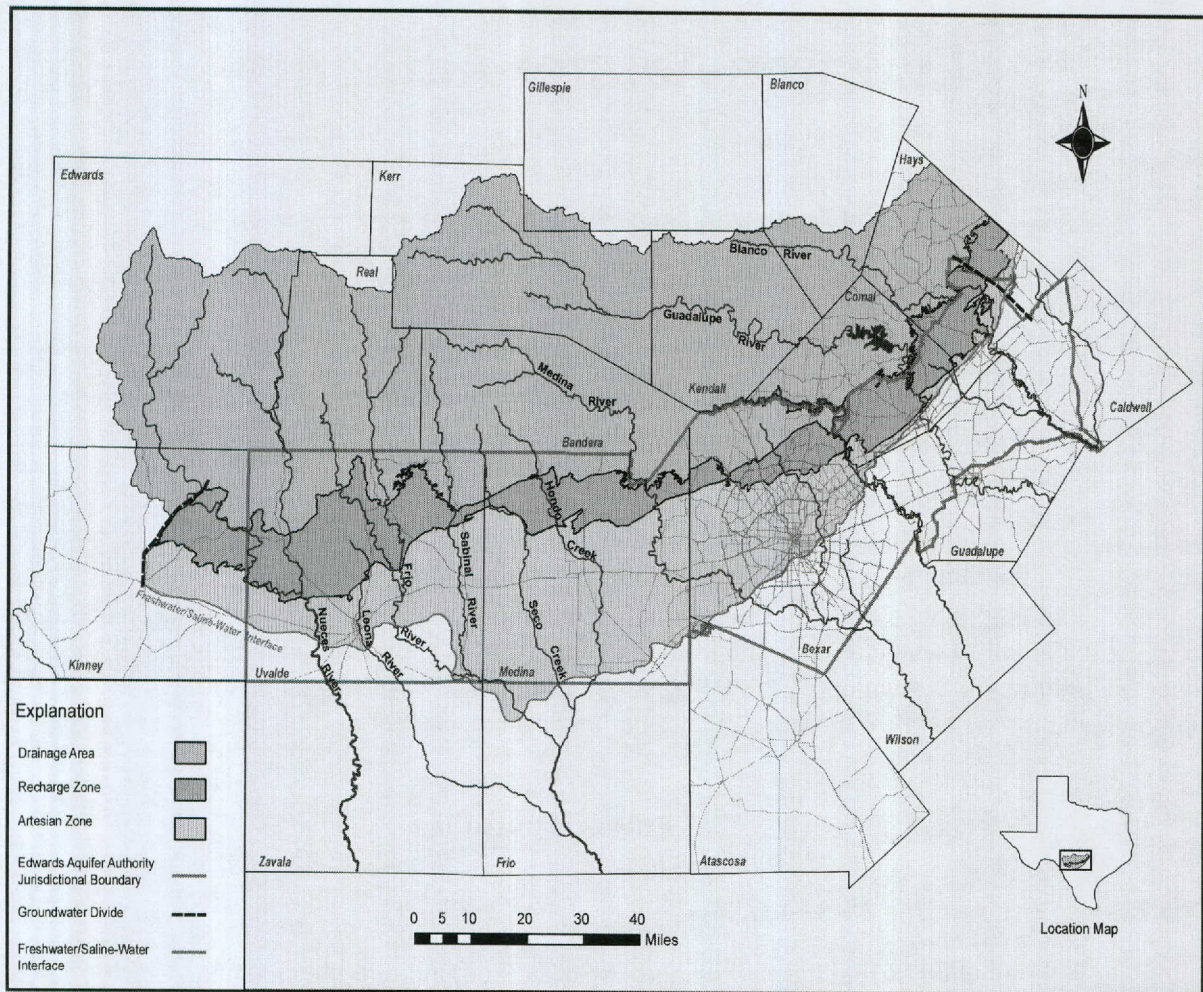 Gillespie
Blanco
N
Hays
Edwards
Kerr
Real
Blanco River
Comal
Guadalupe
River
Medina
River
Kendall
Caldwell
Bandera
Hondo
Creek
Guadalupe
Sabinal
River
Frio
River
Freshwater/Saline-Water Interface
Nueces
River
Leona
River
Seco
Creek
Kinney
Uvalde
Medina
Bexar
Wilson
Explanation
Drainage Area
Recharge Zone
Artesian Zone
Edwards Aquifer Authority
Jurisdictional Boundary
Groundwater Divide
Freshwater/Saline-Water
Interface
Zavala
Frio
Atascosa
0 5 10 20 30 40
Miles
Location Map